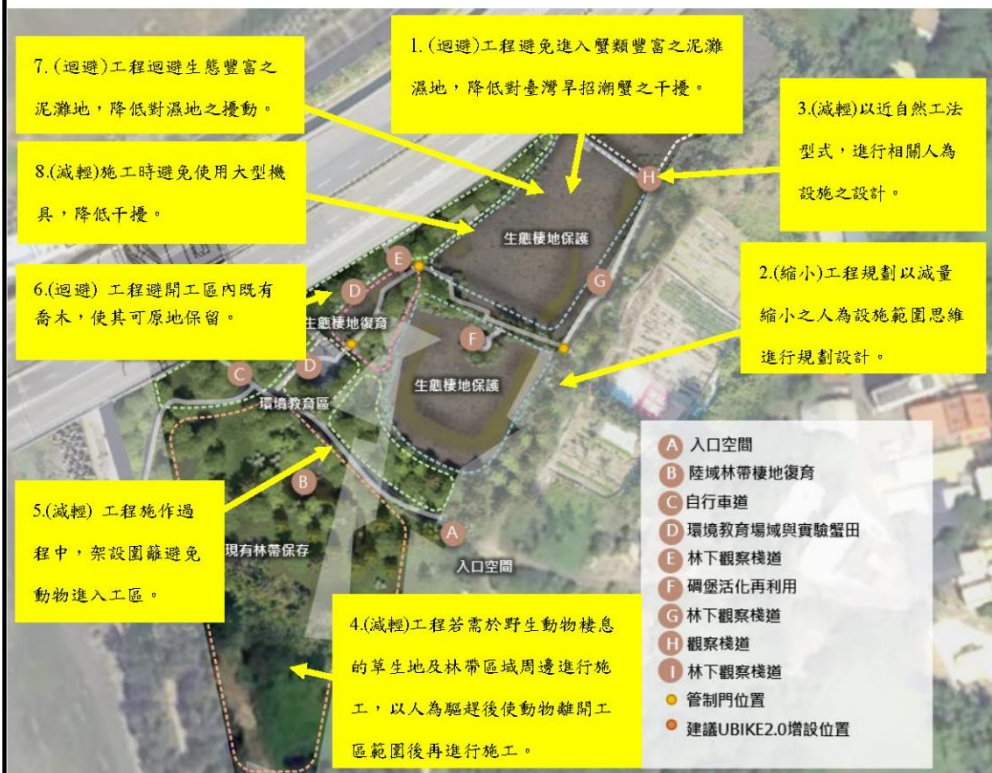 7. (迴避)工程迴避生態豐富之
泥灘地，降低對濕地之擾動。
1. (迴避)工程避免進入蟹類豐富之泥灘
濕地，降低對臺灣旱招潮蟹之干擾。
3.(減輕)以近自然工法
型式，進行相關人為
設施之設計。
8.(減輕)施工時避免使用大型機
具，降低干擾。
6.(迴避) 工程避開工區內既有
喬木，使其可原地保留。
2.(縮小)工程規劃以減量
縮小之人為設施範圍思維
進行規劃設計。
5.(減輕) 工程施作過
程中，架設圍籬避免
動物進入工區。
4.(減輕)工程若需於野生動物棲息
的草生地及林帶區域周邊進行施
工，以人為驅趕後使動物離開工
區範圍後再進行施工。
H
生態棲地保護
E
G
D
生態棲地復育
F
D
C
生態棲地保護
環境教育區
B
現有林帶保存
A
入口空間
A 入口空間
B 陸域林帶棲地復育
C 自行車道
D 環境教育場域與實驗蟹田
E 林下觀察棧道
F 碉堡活化再利用
G 林下觀察棧道
H 觀察棧道
I 林下觀察棧道
管制門位置
建議UBIKE2.0增設位置